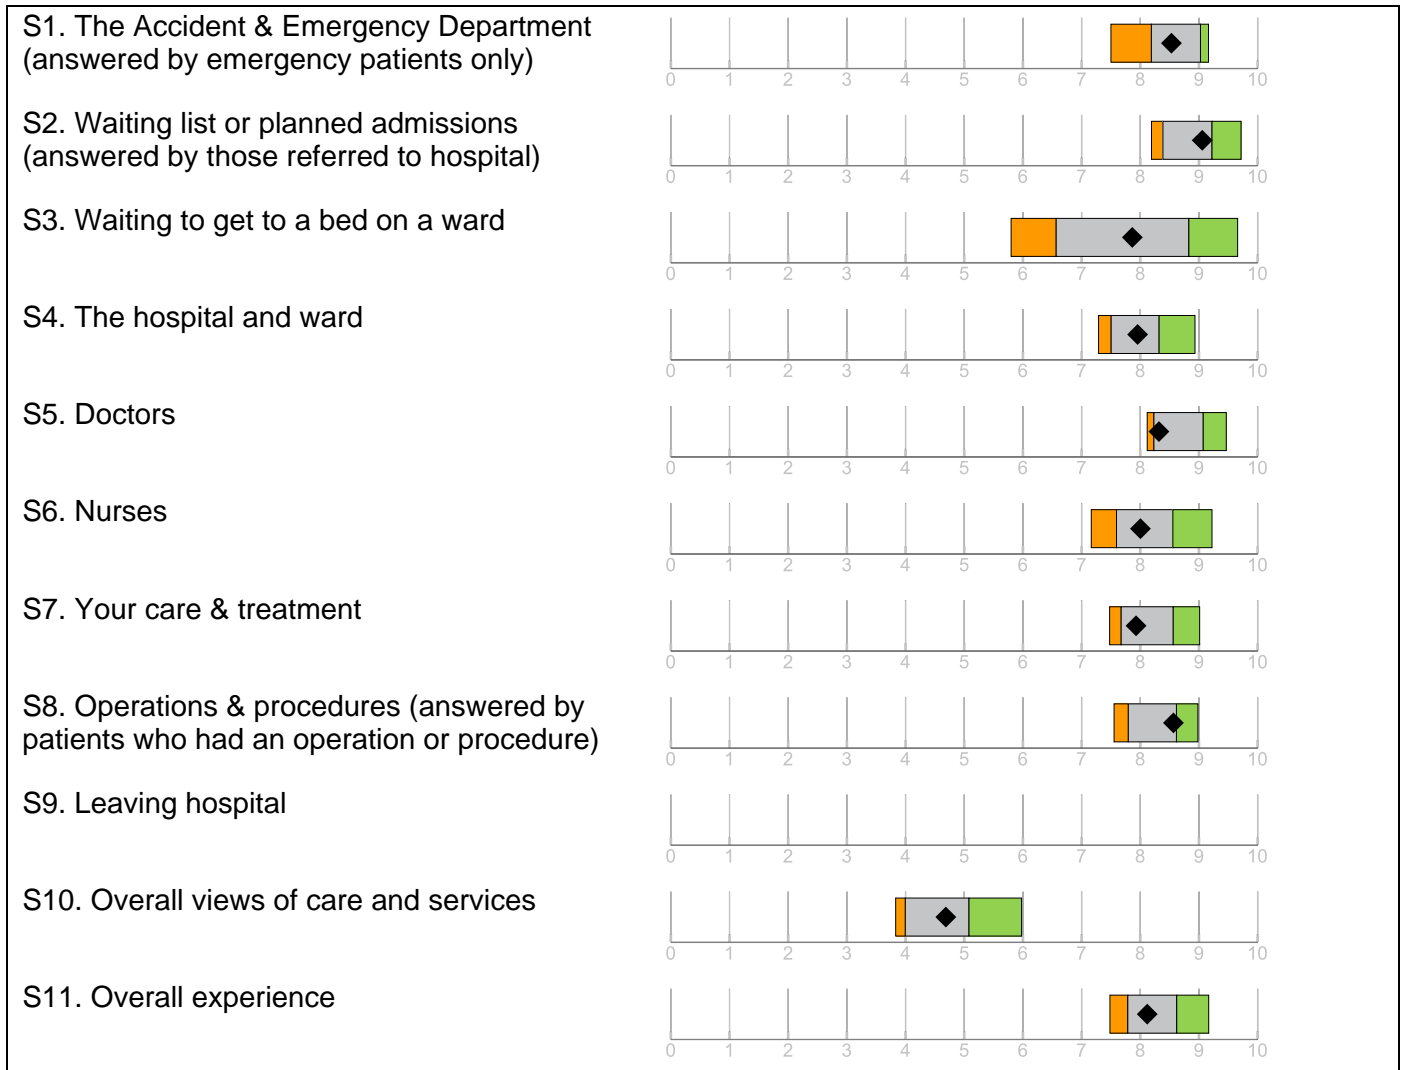 S1. The Accident & Emergency Department
(answered by emergency patients only)
0 1 2 3 4 5 6 7 8 9 10
S2. Waiting list or planned admissions
(answered by those referred to hospital)
0 1 2 3 4 5 6 7 8 9 10
S3. Waiting to get to a bed on a ward
0 1 2 3 4 5 6 7 8 9 10
S4. The hospital and ward
0 1 2 3 4 5 6 7 8 9 10
S5. Doctors
0 1 2 3 4 5 6 7 8 9 10
S6. Nurses
0 1 2 3 4 5 6 7 8 9 10
S7. Your care & treatment
0 1 2 3 4 5 6 7 8 9 10
S8. Operations & procedures (answered by
patients who had an operation or procedure)
0 1 2 3 4 5 6 7 8 9 10
S9. Leaving hospital
0 1 2 3 4 5 6 7 8 9 10
S10. Overall views of care and services
0 1 2 3 4 5 6 7 8 9 10
S11. Overall experience
0 1 2 3 4 5 6 7 8 9 10